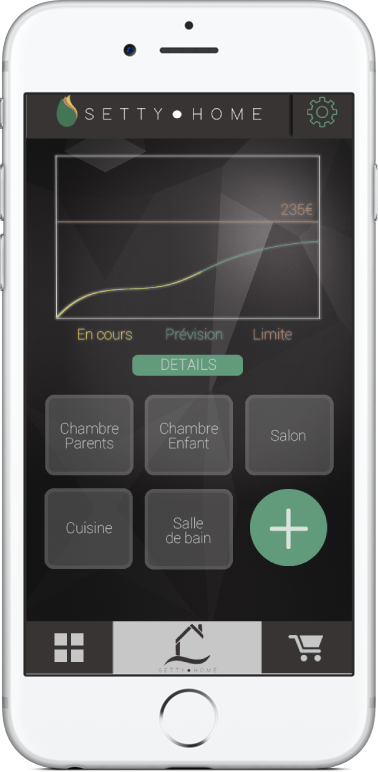 SETTY•HOME
235€
En cours Prévision Limite
DETAILS
Chambre
Parents
Chambre
Enfant
Salon
Cuisine
Salle
de bain
SETTY•HOME